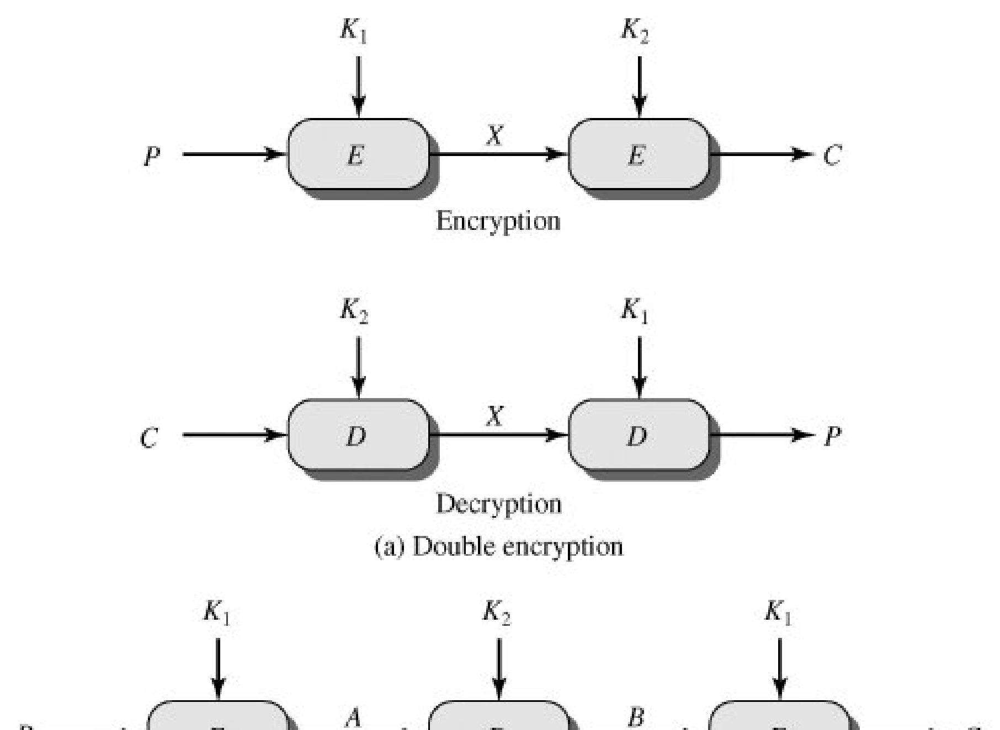 K₁ K₂
X
P E E C
Encryption
K₂ K₁
X
C D D P
Decryption
(a) Double encryption
K₁ K₂ K₁
A B